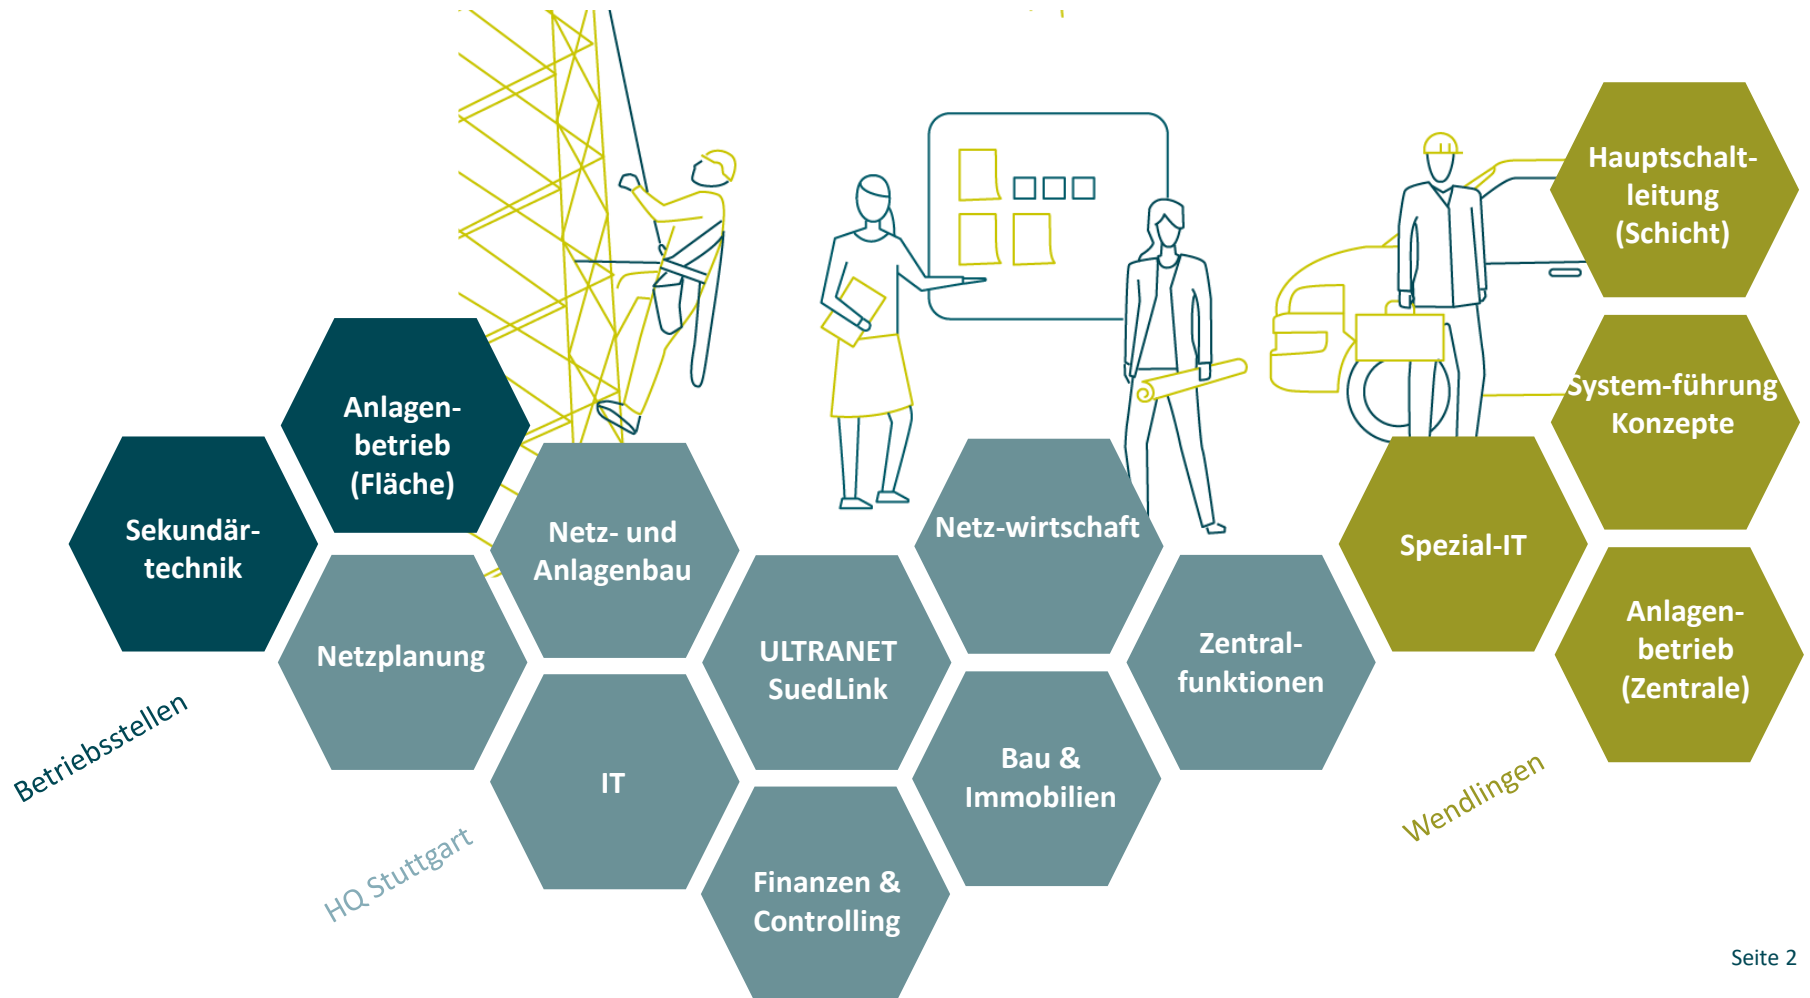 Hauptschalt-
leitung
(Schicht)
System-führung
Konzepte
Anlagen-
betrieb
(Fläche)
Sekundär-
technik
Netz- und
Anlagenbau
Netz-wirtschaft
Spezial-IT
Netzplanung
ULTRANET
SuedLink
Zentral-
funktionen
Anlagen-
betrieb
(Zentrale)
Betriebsstellen
IT
Bau &
Immobilien
Wendlingen
HQ Stuttgart
Finanzen &
Controlling
Seite 2